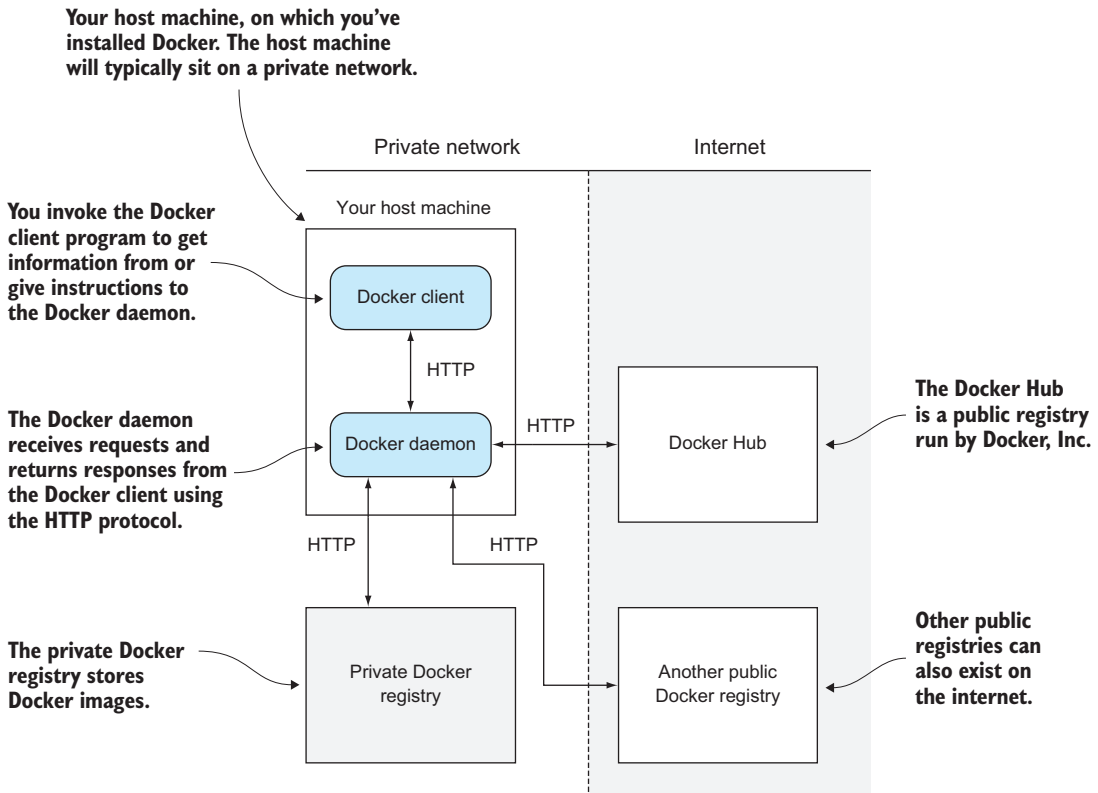 Your host machine, on which you've
installed Docker. The host machine
will typically sit on a private network.
Private network
Internet
You invoke the Docker
client program to get
information from or
give instructions to
the Docker daemon.
Your host machine
Docker client
HTTP
The Docker daemon
receives requests and
returns responses from
the Docker client using
the HTTP protocol.
Docker daemon
HTTP
Docker Hub
The Docker Hub
is a public registry
run by Docker, Inc.
HTTP
HTTP
The private Docker
registry stores
Docker images.
Private Docker
registry
Another public
Docker registry
Other public
registries can
also exist on
the internet.